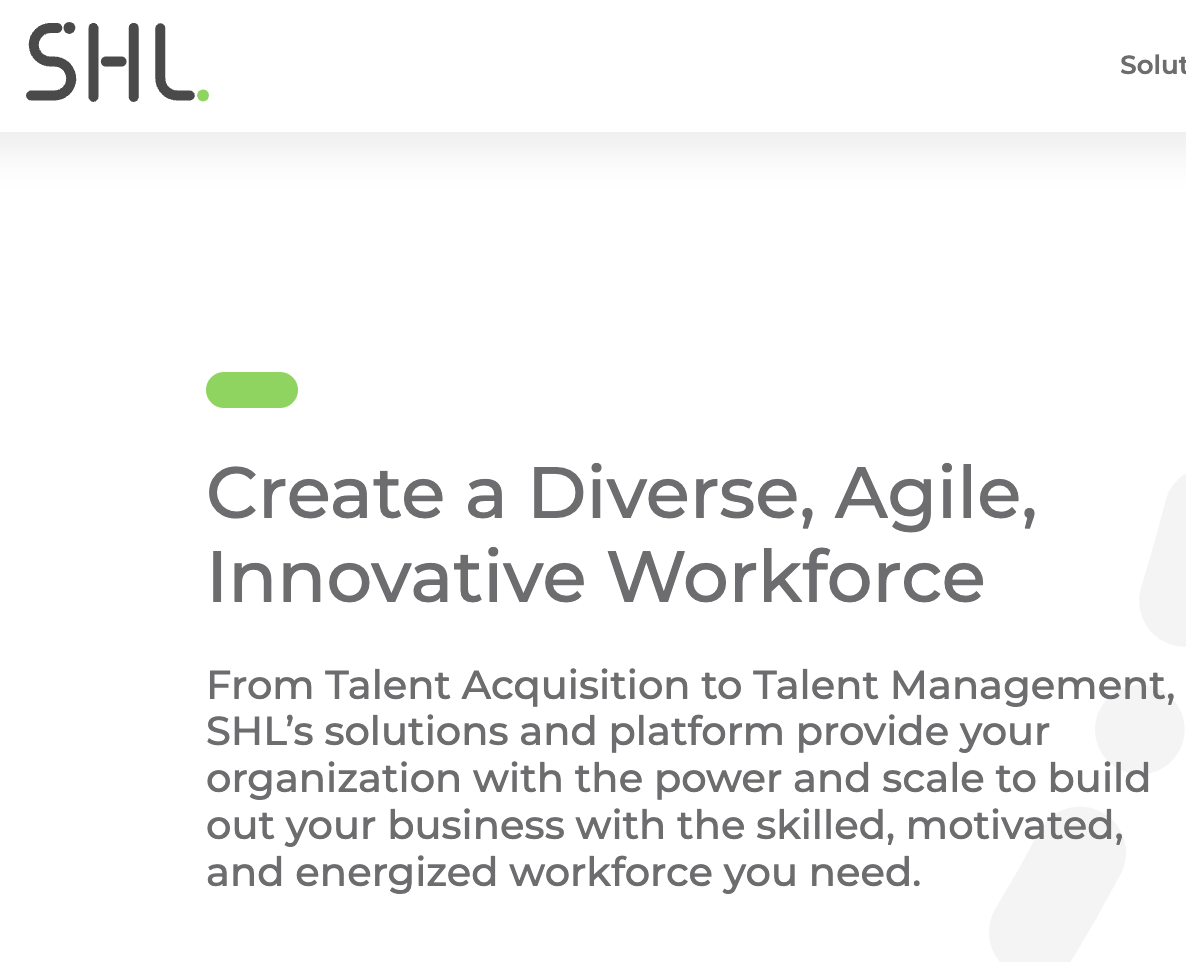 SHL.
Solut
Create a Diverse, Agile,
Innovative Workforce
From Talent Acquisition to Talent Management,
SHL’s solutions and platform provide your
organization with the power and scale to build
out your business with the skilled, motivated,
and energized workforce you need.